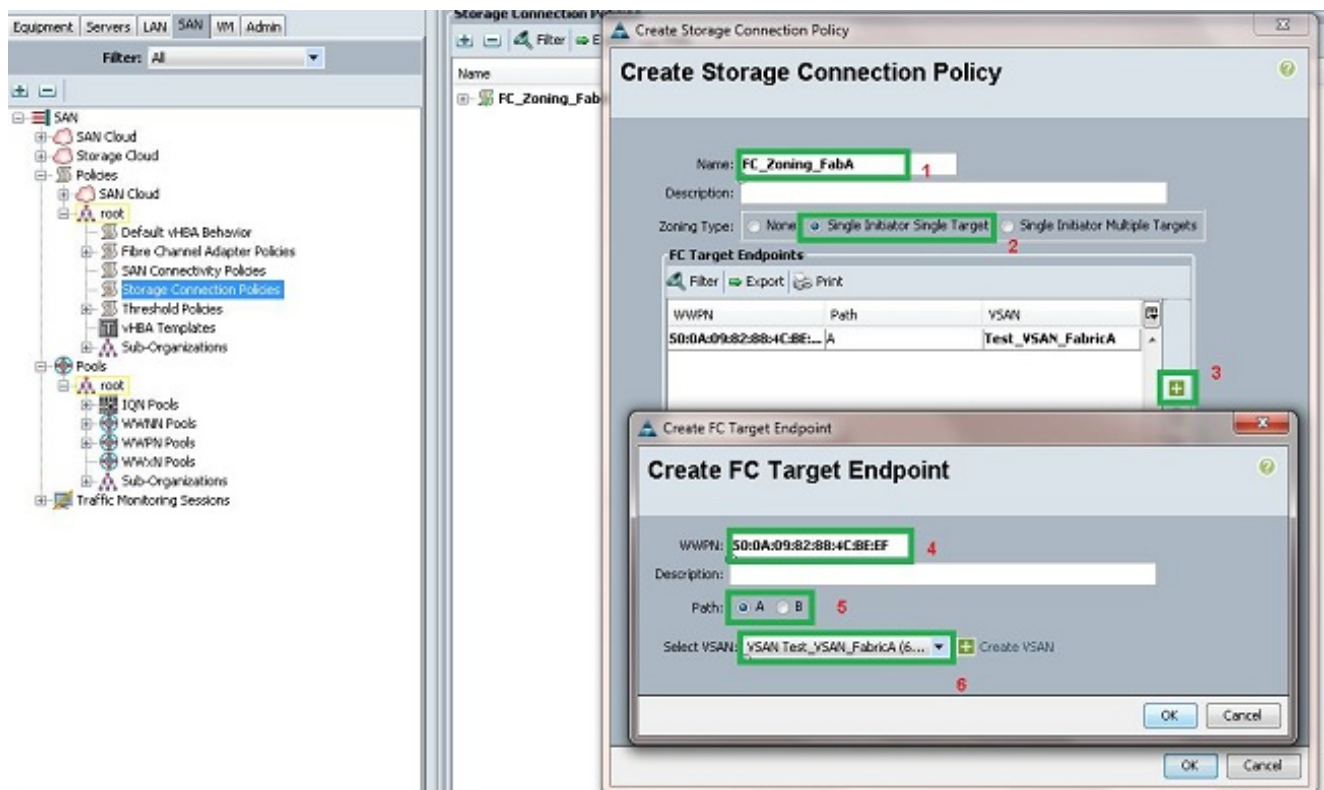 Equipment Servers LAN SAN VM Admin
Filter: All
SAN
SAN Cloud
Storage Cloud
Policies
SAN Cloud
root
Default vHBA Behavior
Fibre Channel Adapter Policies
SAN Connectivity Policies
Storage Connection Policies
Threshold Policies
vHBA Templates
Sub-Organizations
Pools
root
IQN Pools
WWNN Pools
WWPN Pools
WWxN Pools
Sub-Organizations
Traffic Monitoring Sessions
Storage Connection
Filter E
Name
FC_Zoning_Fab
Create Storage Connection Policy
Create Storage Connection Policy
Name: FC_Zoning_FabA 1
Description:
Zoning Type: None Single Initiator Single Target Single Initiator Multiple Targets
2
FC Target Endpoints
Filter Export Print
WWPN Path VSAN
50:0A:09:82:88:4C:BE:... A Test_VSAN_FabricA
3
Create FC Target Endpoint
Create FC Target Endpoint
WWPN: 50:0A:09:82:88:4C:BE:EF 4
Description:
Path: A B 5
Select VSAN: VSAN Test_VSAN_FabricA (6... Create VSAN
6
OK Cancel
OK Cancel